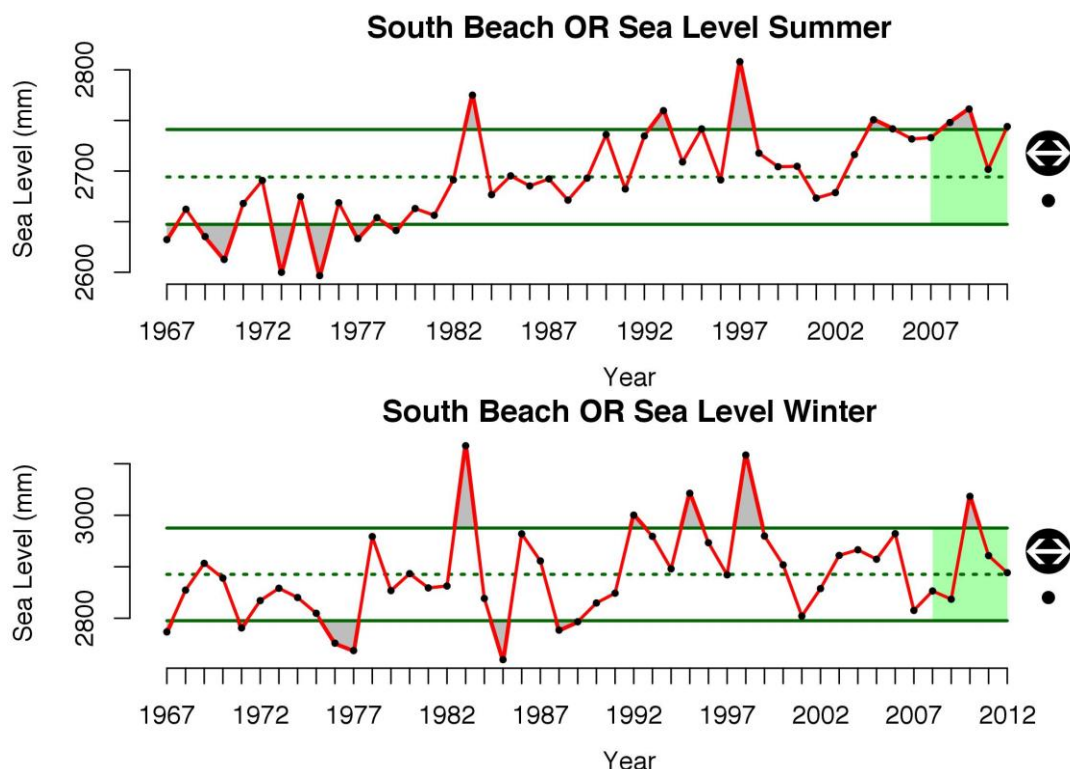 South Beach OR Sea Level Summer
Sea Level (mm)
2800
2700
2600
1967 1972 1977 1982 1987 1992 1997 2002 2007
Year
South Beach OR Sea Level Winter
Sea Level (mm)
3000
2800
1967 1972 1977 1982 1987 1992 1997 2002 2007 2012
Year